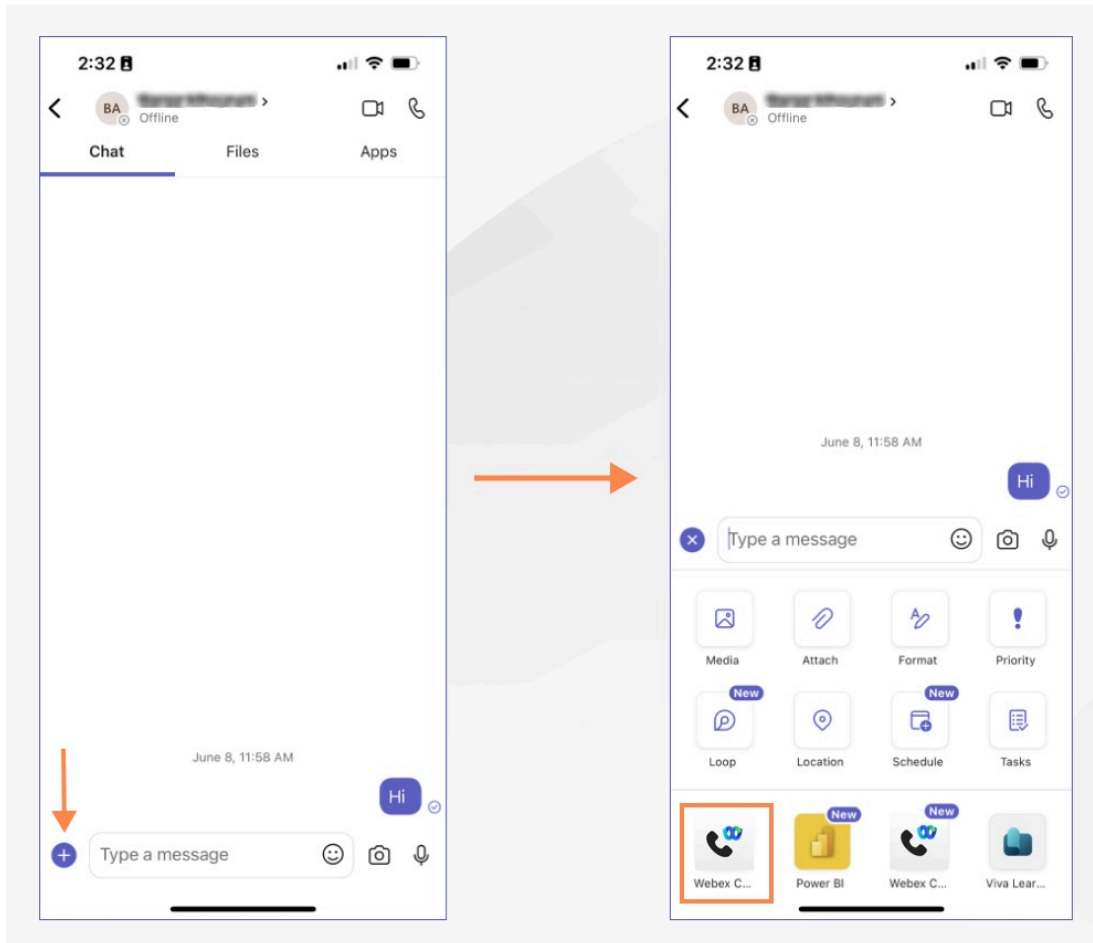 2:32
BA
Offline
Chat Files Apps
June 8, 11:58 AM
Hi
Type a message
2:32
BA
Offline
June 8, 11:58 AM
Hi
Type a message
Media Attach Format Priority
New New
Loop Location Schedule Tasks
New New
Webex C... Power BI Webex C... Viva Lear...